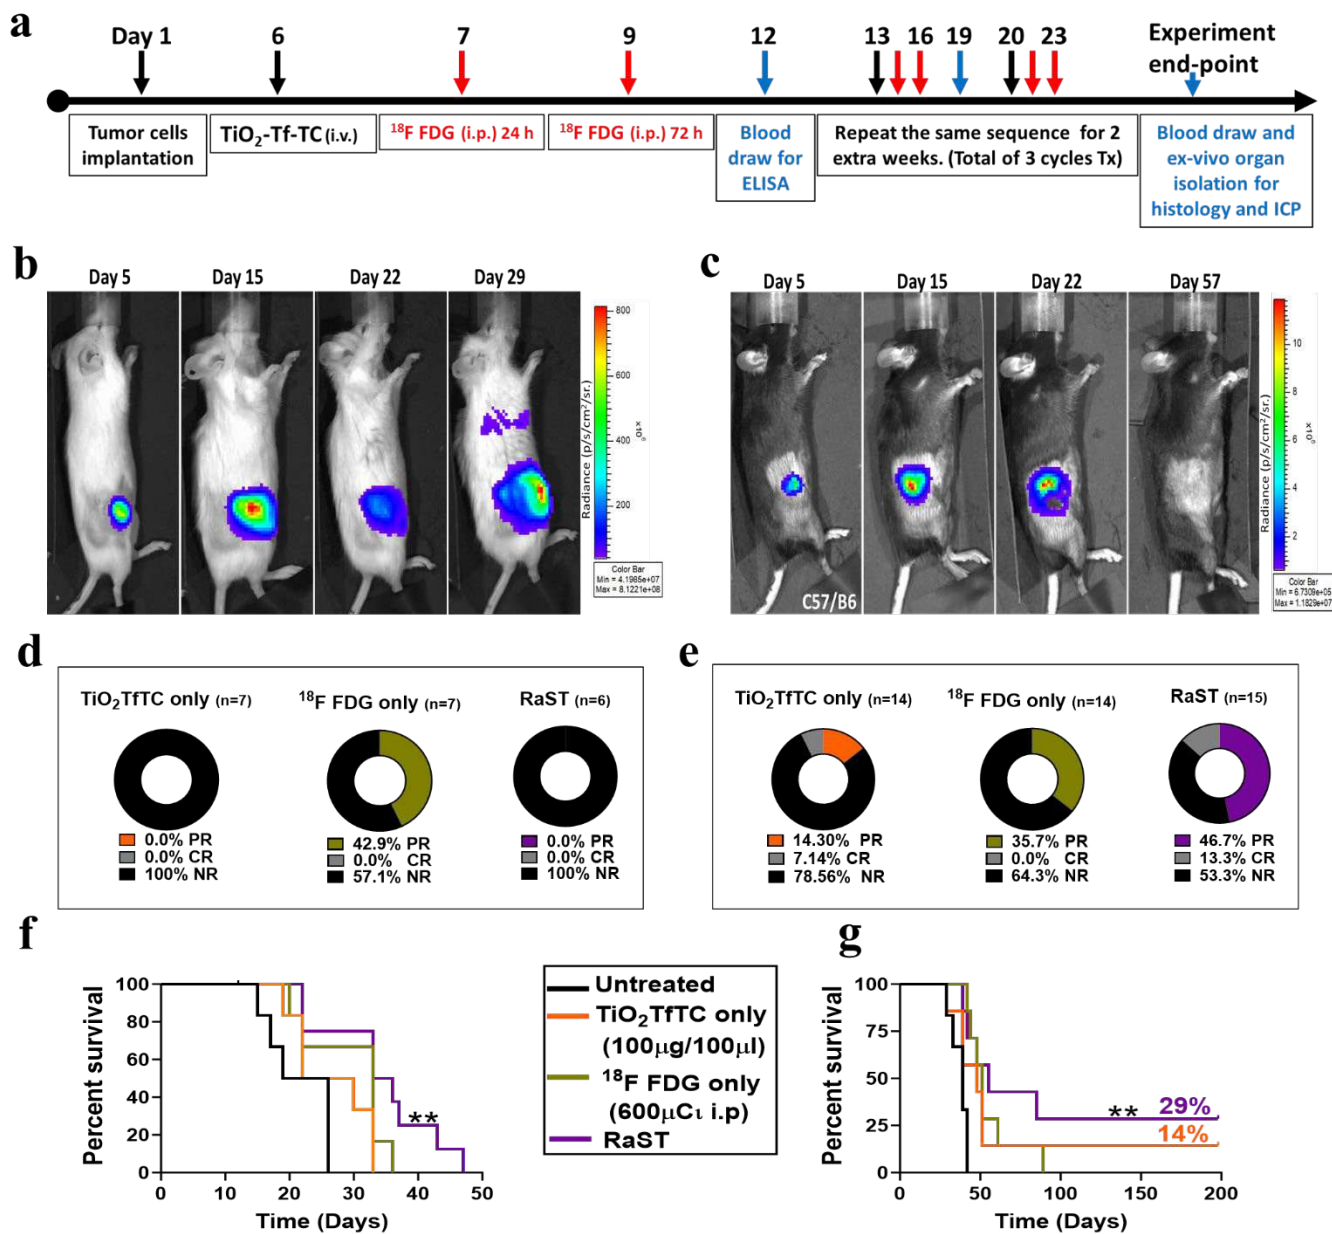 a
Day 1 6 7 9 12 13 16 19 20 23 Experiment
end-point
Tumor cells
implantation
TiO2-Tf-TC (i.v.)
18F FDG (i.p.) 24 h
18F FDG (i.p.) 72 h
Blood
draw for
ELISA
Repeat the same sequence for 2
extra weeks. (Total of 3 cycles Tx)
Blood draw and
ex-vivo organ
isolation for
histology and ICP
b
Day 5 Day 15 Day 22 Day 29
800
600
400
200
Radiance (p/s/cm2/sr.)
×10^6
Color Bar
Min = 4.1985e+07
Max = 8.1221e+08
c
Day 5 Day 15 Day 22 Day 57
C57/B6
10
8
6
4
2
Radiance (p/s/cm2/sr.)
×10^6
Color Bar
Min = 6.7309e+05
Max = 1.1829e+07
d
TiO2TfTC only (n=7)
0.0% PR
0.0% CR
100% NR
18F FDG only (n=7)
42.9% PR
0.0% CR
57.1% NR
RaST (n=6)
0.0% PR
0.0% CR
100% NR
e
TiO2TfTC only (n=14)
14.30% PR
7.14% CR
78.56% NR
18F FDG only (n=14)
35.7% PR
0.0% CR
64.3% NR
RaST (n=15)
46.7% PR
13.3% CR
53.3% NR
f
Percent survival
100
80
60
40
20
0
**
0 10 20 30 40 50
Time (Days)
Untreated
TiO2TfTC only
(100μg/100μl)
18F FDG only
(600μCι i.p)
RaST
g
Percent survival
100
75
50
25
0
** 29%
14%
0 50 100 150 200
Time (Days)